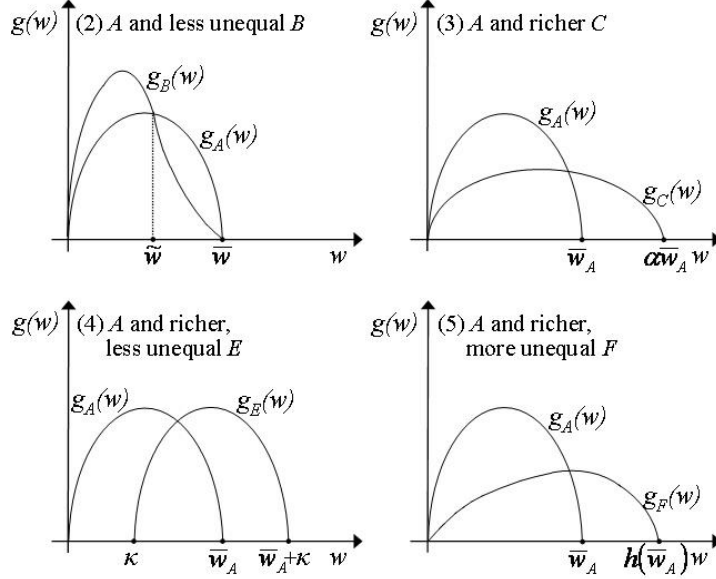 g(w) (2) A and less unequal B
g_B(w)
g_A(w)
w̃ w̅ w
g(w) (3) A and richer C
g_A(w)
g_C(w)
w̅_A αw̅_A w
g(w) (4) A and richer,
less unequal E
g_A(w) g_E(w)
κ w̅_A w̅_A+κ w
g(w) (5) A and richer,
more unequal F
g_A(w)
g_F(w)
w̅_A h(w̅_A) w